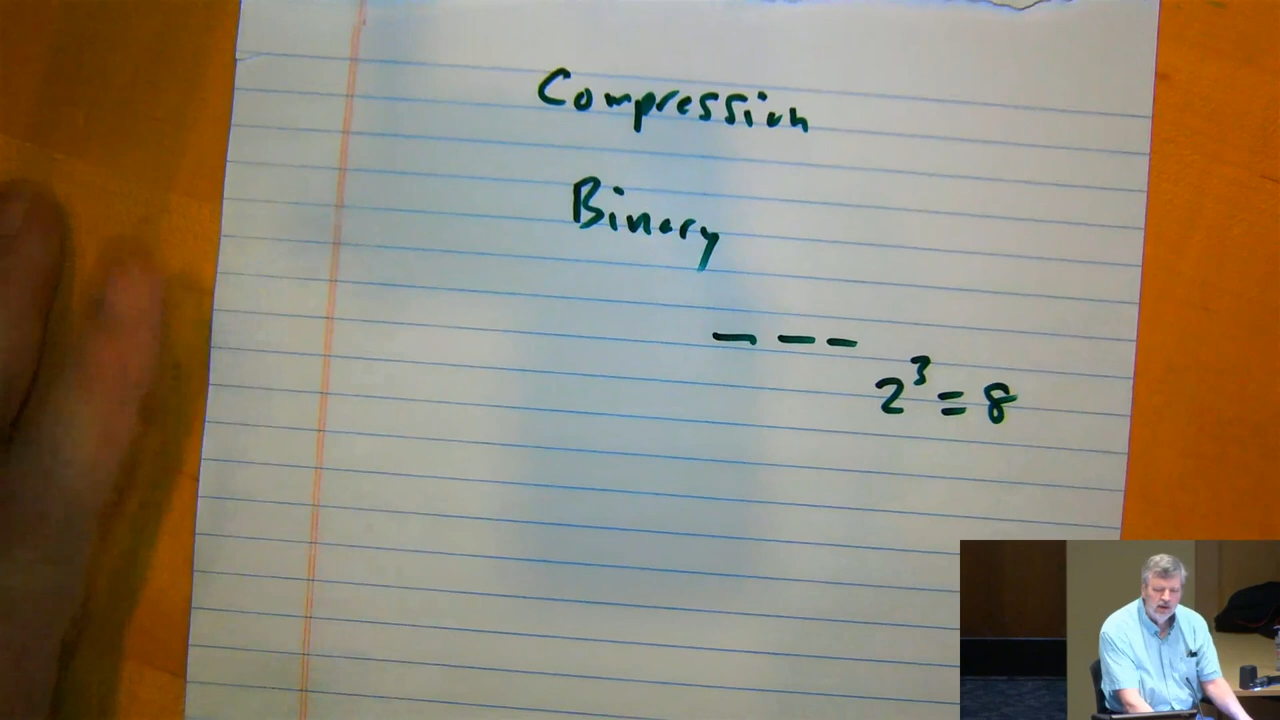 Compression
Binary
_ _ _
2³ = 8